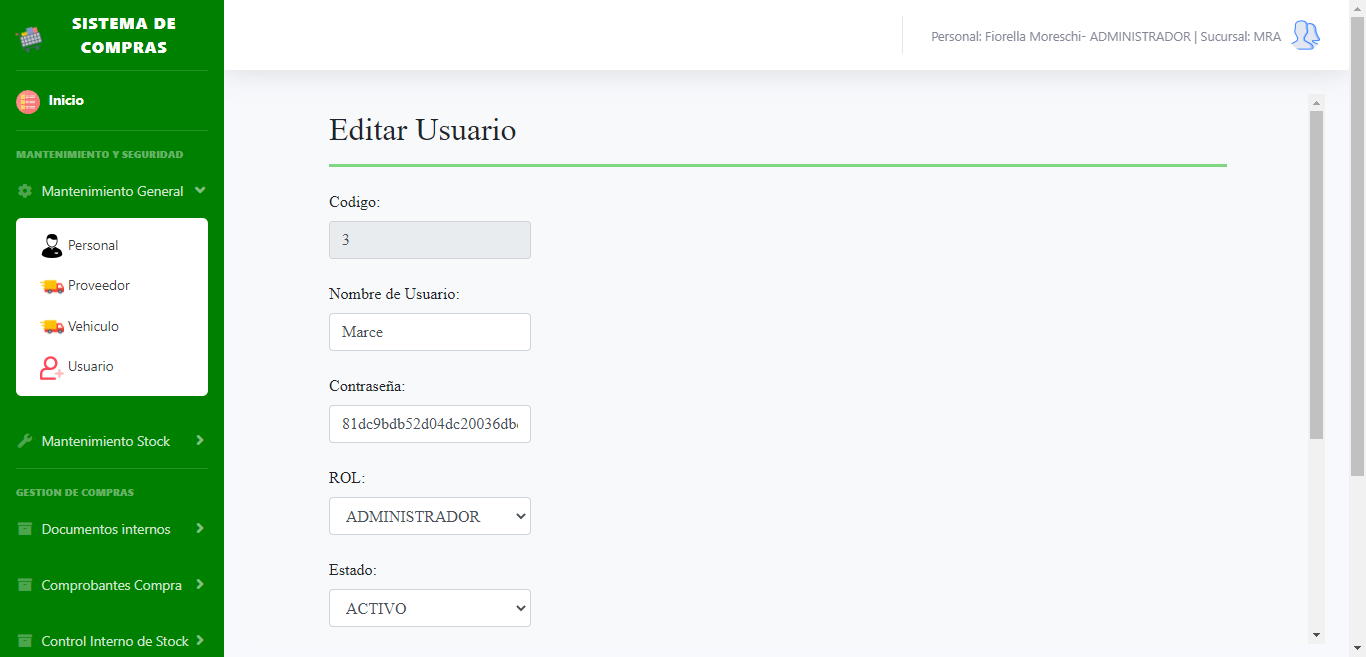 SISTEMA DE
COMPRAS
Personal: Fiorella Moreschi- ADMINISTRADOR | Sucursal: MRA
Inicio
MANTENIMIENTO Y SEGURIDAD
Mantenimiento General
Personal
Proveedor
Vehiculo
Usuario
Mantenimiento Stock
GESTION DE COMPRAS
Documentos internos
Comprobantes Compra
Control Interno de Stock
Editar Usuario
Codigo:
3
Nombre de Usuario:
Marce
Contraseña:
81dc9bdb52d04dc20036db
ROL:
ADMINISTRADOR
Estado:
ACTIVO